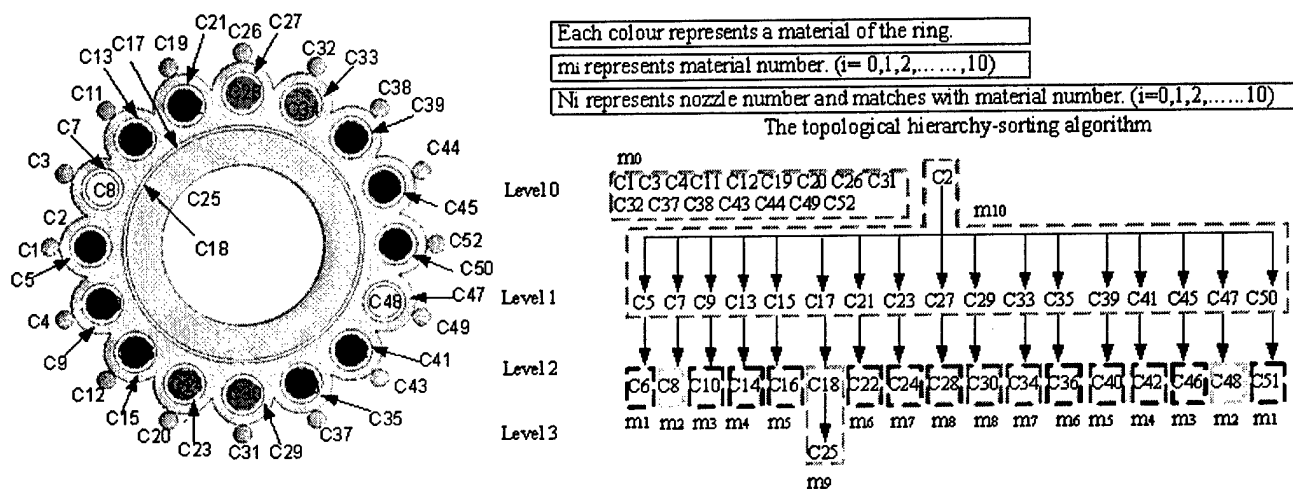 Each colour represents a material of the ring.
mi represents material number. (i= 0,1,2,……,10)
Ni represents nozzle number and matches with material number. (i=0,1,2,……10)
The topological hierarchy-sorting algorithm
C21 C26 C27
C17 C19 C32
C13 C33
C11 C38
C7 C39
C3 C44
C8
C25 C45
C2
C1 C18 C52
C5 C50
C48 C47
C4 C49
C9 C41
C12 C43
C15 C35
C20 C23 C31 C29 C37
m0
Level 0
C1 C3 C4 C11 C12 C19 C20 C26 C31 C2
C32 C37 C38 C43 C44 C49 C52
m10
Level 1
C5 C7 C9 C13 C15 C17 C21 C23 C27 C29 C33 C35 C39 C41 C45 C47 C50
Level 2
C6 C8 C10 C14 C16 C18 C22 C24 C28 C30 C34 C36 C40 C42 C46 C48 C51
m1 m2 m3 m4 m5 m6 m7 m8 m8 m7 m6 m5 m4 m3 m2 m1
Level 3
C25
m9